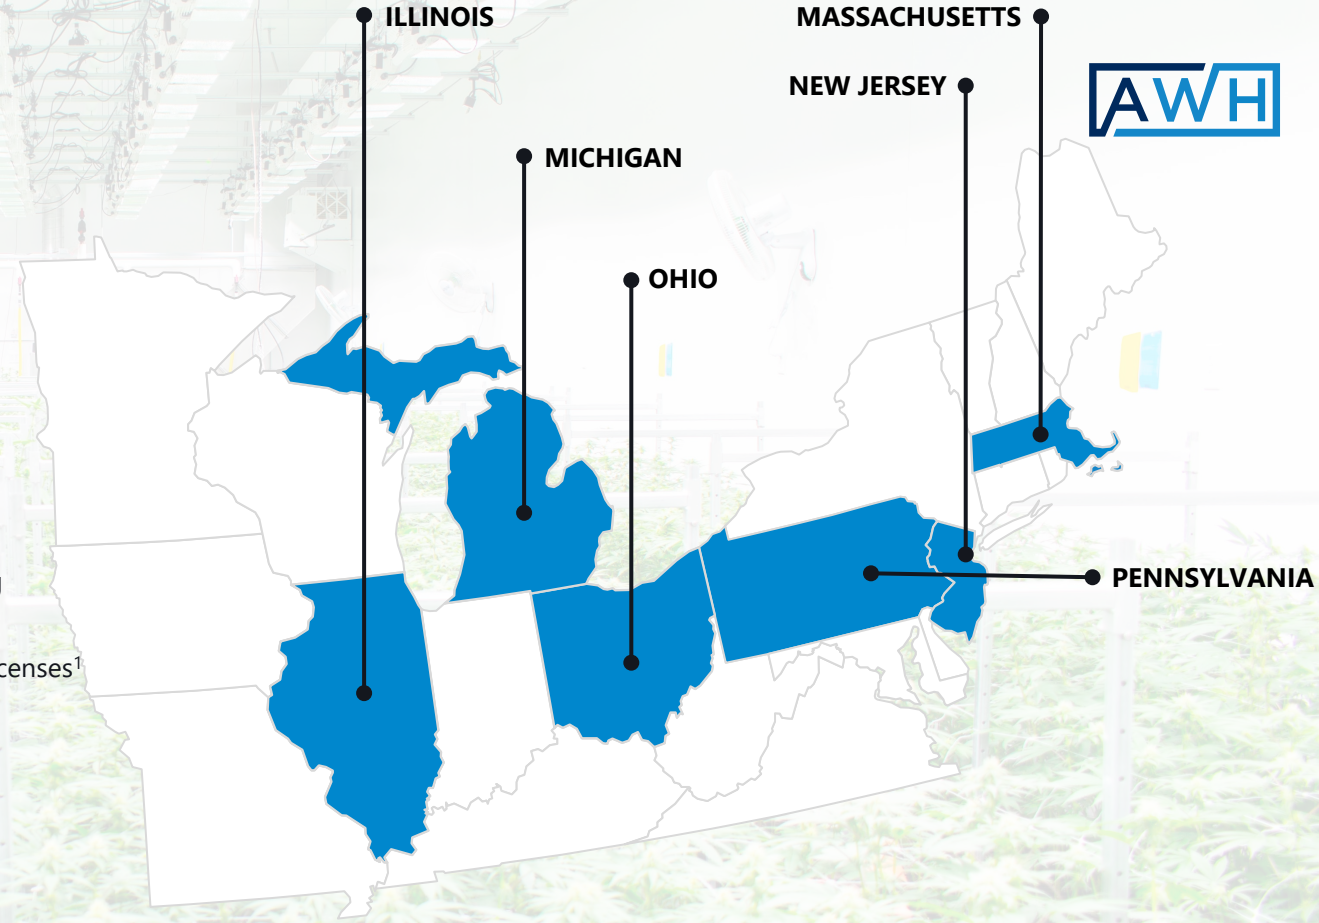 ILLINOIS
MASSACHUSETTS
NEW JERSEY
AWH
MICHIGAN
OHIO
PENNSYLVANIA
censes¹